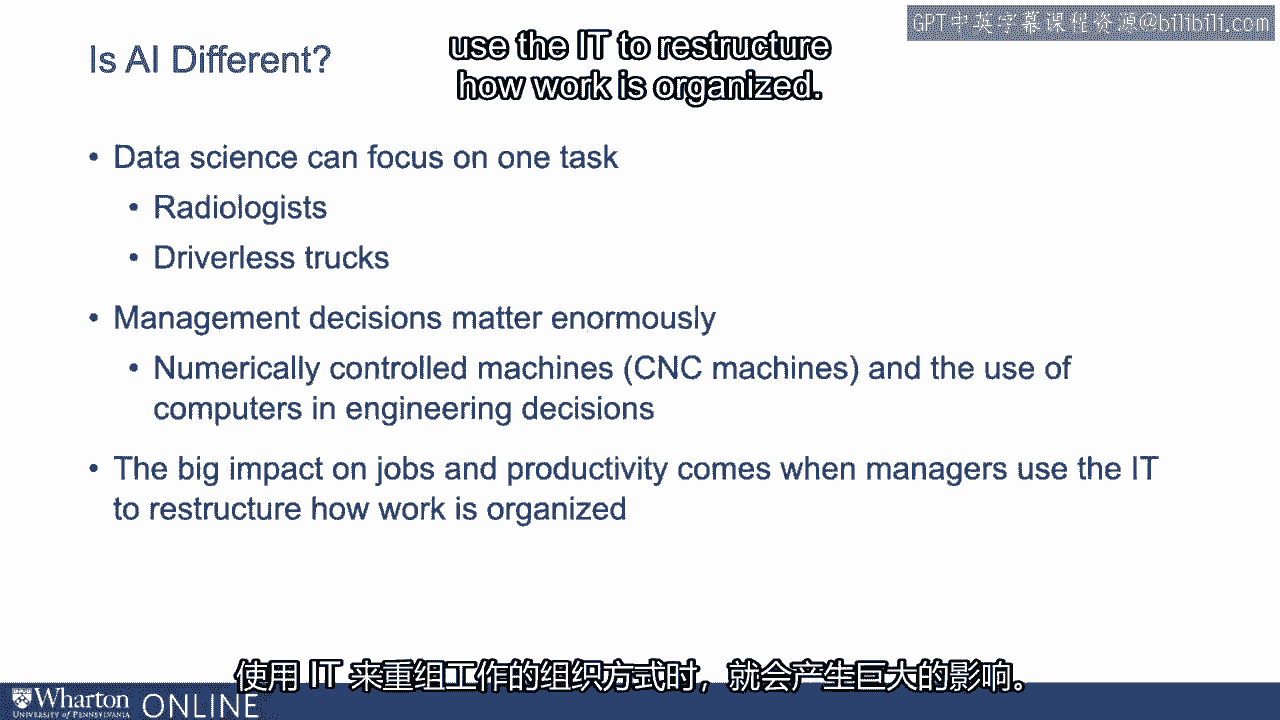 GPT中英字幕课程资源@bilibili.com
Is AI Different?
use the IT to restructure
how work is organized.
• Data science can focus on one task
• Radiologists
• Driverless trucks
• Management decisions matter enormously
• Numerically controlled machines (CNC machines) and the use of
computers in engineering decisions
• The big impact on jobs and productivity comes when managers use the IT
to restructure how work is organized
使用 IT 来重组工作的组织方式时，就会产生巨大的影响。
Wharton ONLINE
UNIVERSITY of PENNSYLVANIA